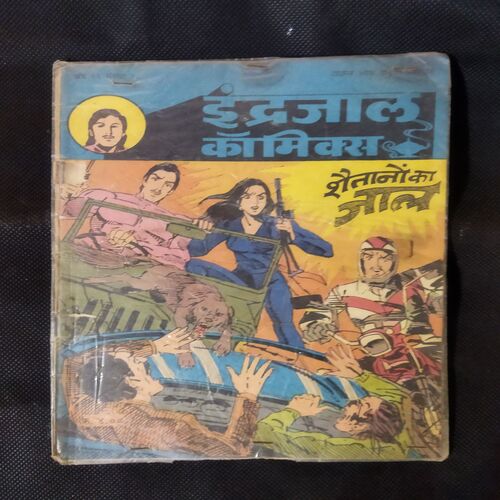 इंद्रजाल
कॉमिक्स
शैतानों का
जाल